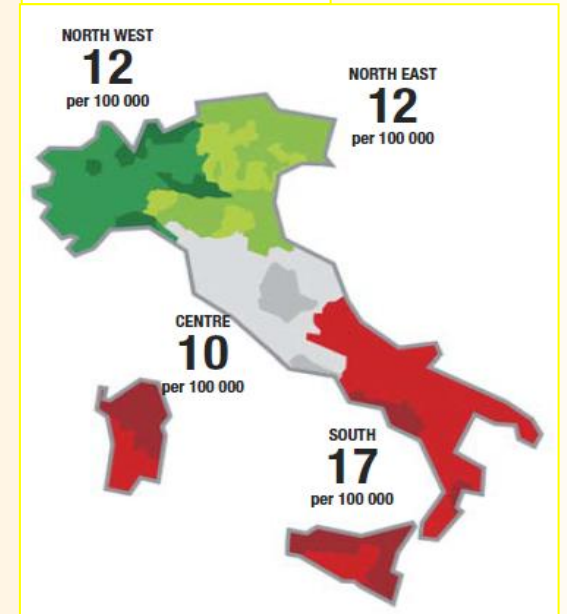 NORTH WEST
12
per 100 000
NORTH EAST
12
per 100 000
CENTRE
10
per 100 000
SOUTH
17
per 100 000